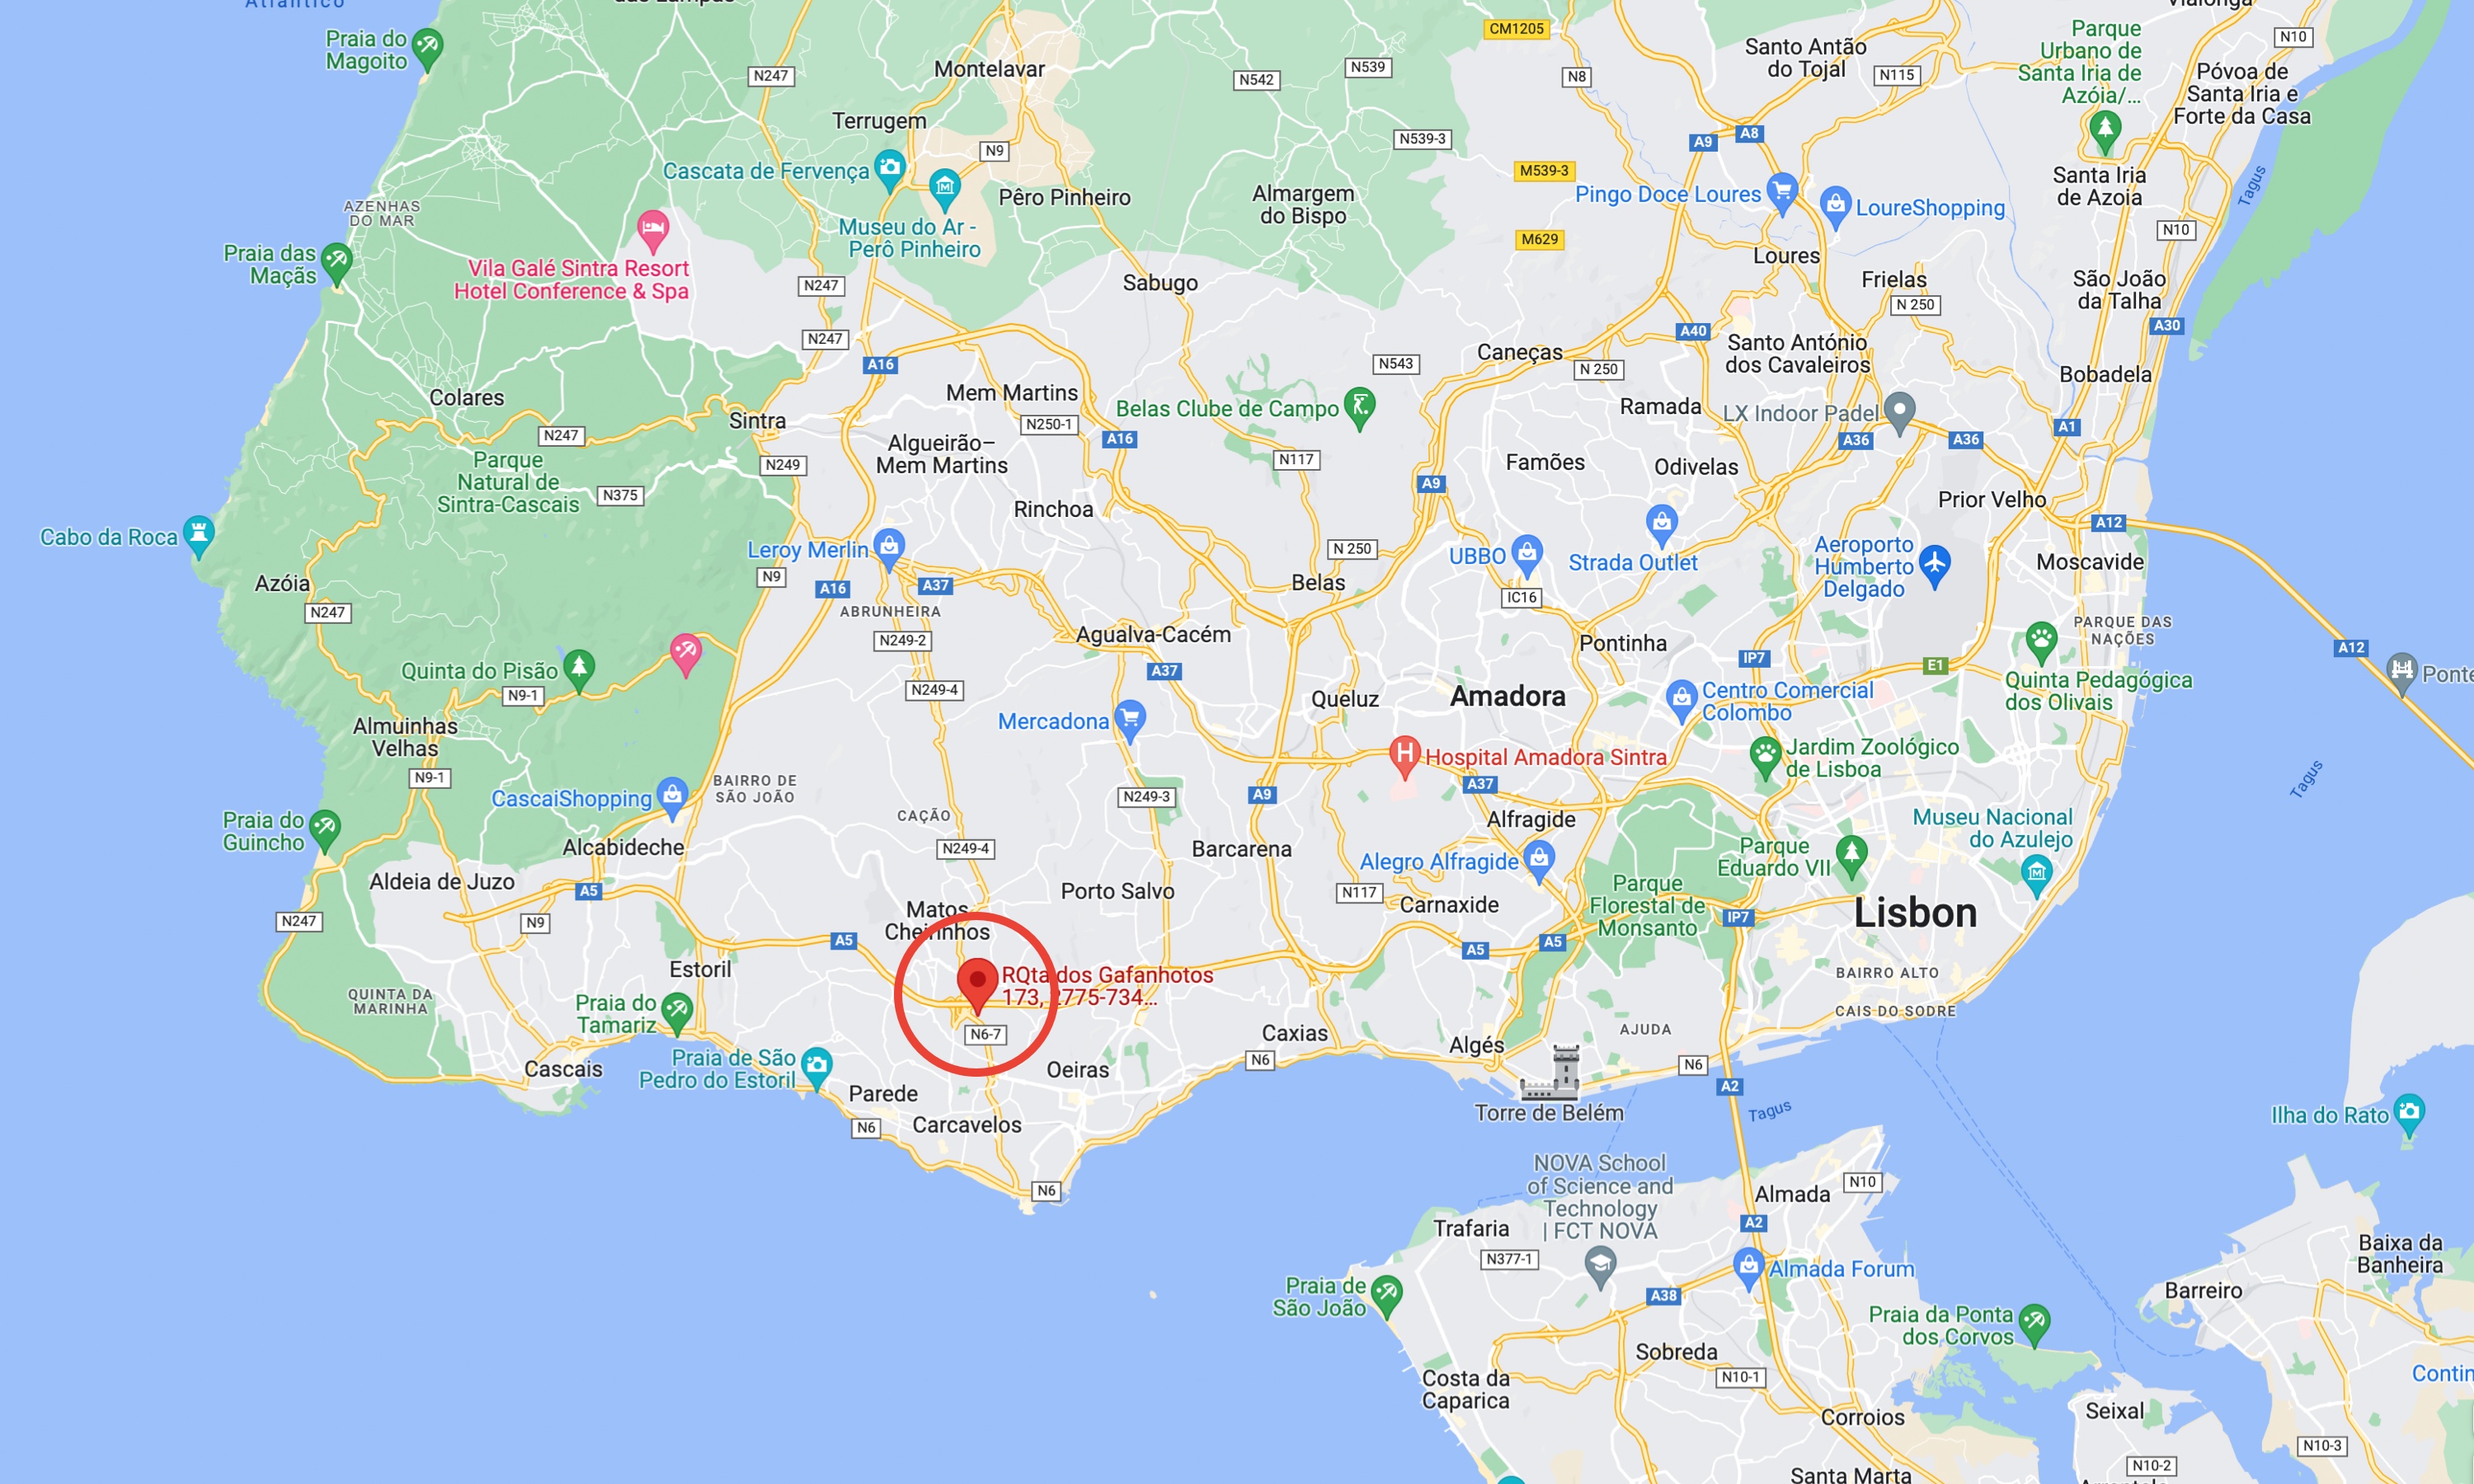 Atlântico
Praia do
Magoito
N247
Montelavar
N542
N539
CM1205
N8
Santo Antão
do Tojal
N115
Parque
Urbano de
Santa Iria de
Azóia/...
N10
Póvoa de
Santa Iria e
Forte da Casa
Terrugem
N9
N539-3
A9
A8
Cascata de Fervença
Museu do Ar -
Perô Pinheiro
Pêro Pinheiro
Almargem
do Bispo
M539-3
Pingo Doce Loures
LoureShopping
Santa Iria
de Azoia
Tagus
AZENHAS
DO MAR
Praia das
Maçãs
Vila Galé Sintra Resort
Hotel Conference & Spa
M629
N10
Loures
Sabugo
N247
Frielas
N 250
São João
da Talha
A30
N247
A16
A40
Caneças
N543
N 250
Santo António
dos Cavaleiros
Bobadela
Colares
Mem Martins
N250-1
Belas Clube de Campo
Ramada
LX Indoor Padel
Sintra
N247
A16
A36
A36
A1
Algueirão–
Mem Martins
N249
N117
Famões
Odivelas
Parque
Natural de
Sintra-Cascais
N375
A9
Prior Velho
Rinchoa
A12
Cabo da Roca
Leroy Merlin
N 250
UBBO
Strada Outlet
Aeroporto
Humberto
Delgado
Moscavide
Azóia
N9
A16
A37
Belas
IC16
N247
ABRUNHEIRA
N249-2
Agualva-Cacém
Pontinha
PARQUE DAS
NAÇÕES
A12
IP7
E1
Quinta do Pisão
N9-1
A37
N249-4
Queluz
Amadora
Centro Comercial
Colombo
Quinta Pedagógica
dos Olivais
Ponte
Almuinhas
Velhas
Mercadona
Hospital Amadora Sintra
Jardim Zoológico
de Lisboa
Tagus
N9-1
BAIRRO DE
SÃO JOÃO
CascaiShopping
N249-3
A9
A37
CAÇÃO
Alfragide
Museu Nacional
do Azulejo
Praia do
Guincho
Alcabideche
N249-4
Barcarena
Alegro Alfragide
Parque
Eduardo VII
Aldeia de Juzo
A5
Porto Salvo
N117
Carnaxide
Parque
Florestal de
Monsanto
IP7
Lisbon
N247
N9
Matos
Cheirinhos
A5
A5
A5
Estoril
RQta dos Gafanhotos
173, 2775-734...
BAIRRO ALTO
QUINTA DA
MARINHA
Praia do
Tamariz
N6-7
Caxias
Algés
AJUDA
CAIS DO SODRE
Cascais
Praia de São
Pedro do Estoril
Oeiras
N6
N6
A2
Parede
Torre de Belém
Tagus
Ilha do Rato
N6
Carcavelos
NOVA School
of Science and
Technology
| FCT NOVA
N6
Almada
N10
Trafaria
A2
N377-1
Baixa da
Banheira
Praia de
São João
A38
Almada Forum
Barreiro
Praia da Ponta
dos Corvos
Sobreda
Costa da
Caparica
N10-1
Contin
Corroios
Seixal
N10-3
Santa Marta
N10-2